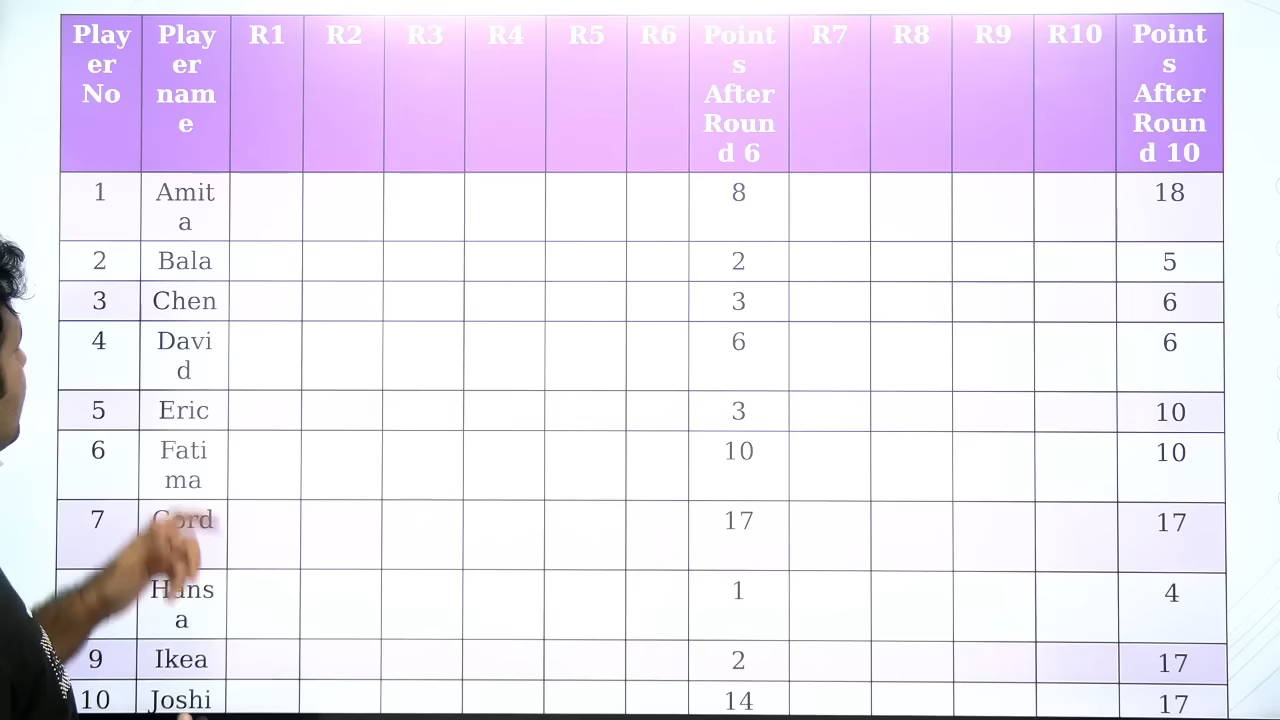 Player No Player name R1 R2 R3 R4 R5 R6 Points After Round 6 R7 R8 R9 R10 Points After Round 10
1 Amita 8 18
2 Bala 2 5
3 Chen 3 6
4 David 6 6
5 Eric 3 10
6 Fatima 10 10
7 Gord 17 17
Hansa 1 4
9 Ikea 2 17
10 Joshi 14 17